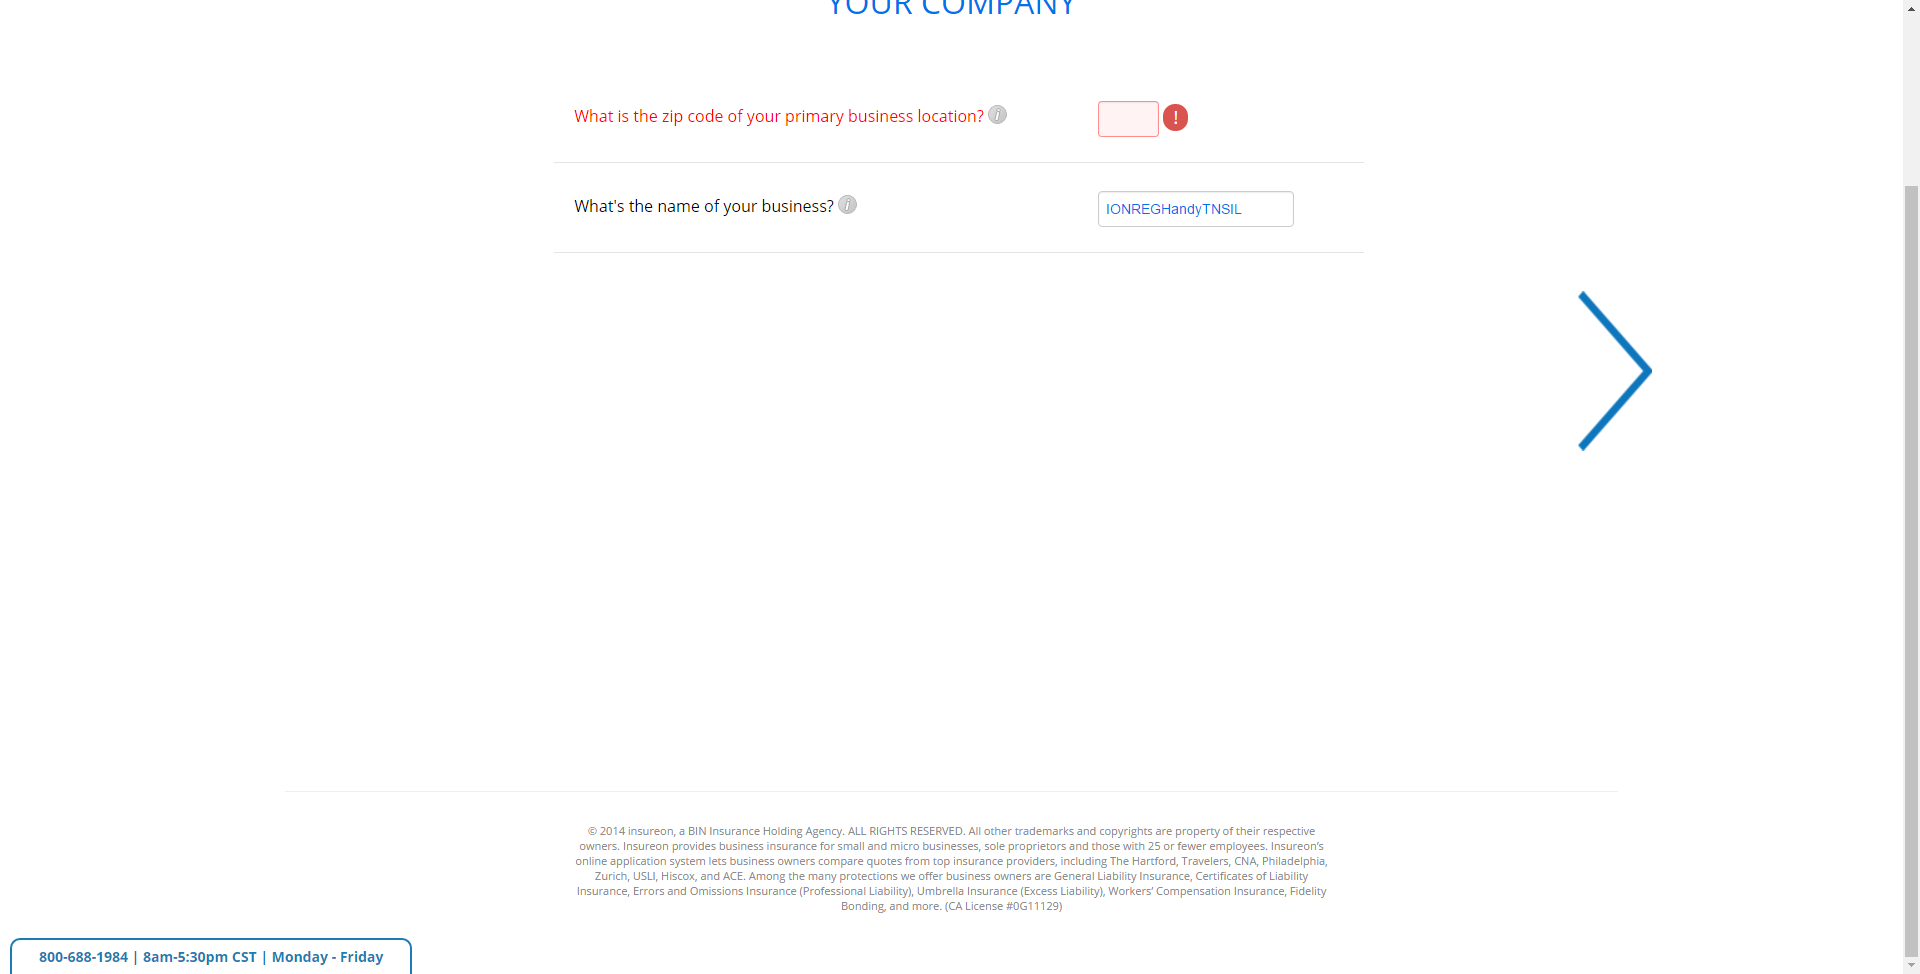 YOUR COMPANY
What is the zip code of your primary business location? i
!
What's the name of your business? i
IONREGHandyTNSIL
© 2014 insureon, a BIN Insurance Holding Agency. ALL RIGHTS RESERVED. All other trademarks and copyrights are property of their respective
owners. Insureon provides business insurance for small and micro businesses, sole proprietors and those with 25 or fewer employees. Insureon's
online application system lets business owners compare quotes from top insurance providers, including The Hartford, Travelers, CNA, Philadelphia,
Zurich, USLI, Hiscox, and ACE. Among the many protections we offer business owners are General Liability Insurance, Certificates of Liability
Insurance, Errors and Omissions Insurance (Professional Liability), Umbrella Insurance (Excess Liability), Workers' Compensation Insurance, Fidelity
Bonding, and more. (CA License #0G11129)
800-688-1984 | 8am-5:30pm CST | Monday - Friday